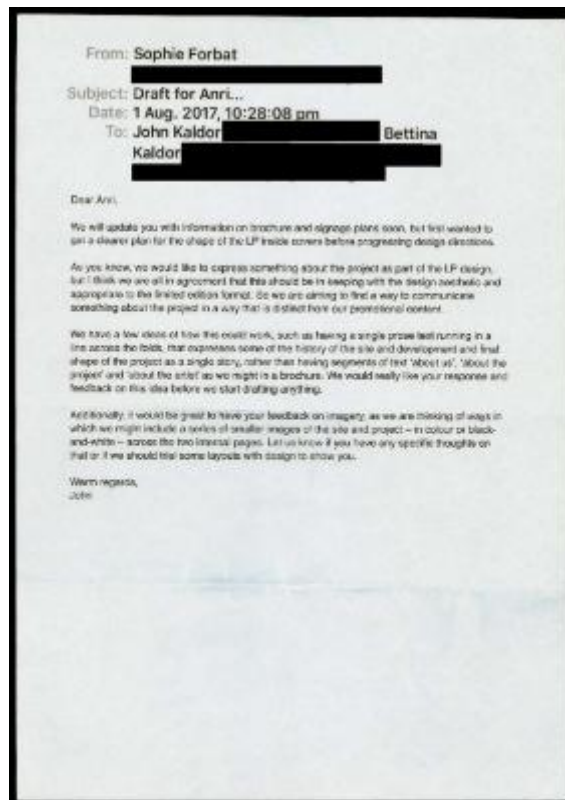 From: Sophie Forbat
Subject: Draft for Anri...
Date: 1 Aug. 2017, 10:28:08 pm
To: John Kaldor Bettina
Kaldor
Dear Anri,
We will update you with information on brochure and signage plans soon, but first wanted to
get a clearer plan for the shape of the LP inside covers before progressing design directions.
As you know, we would like to express something about the project as part of the LP design,
but I think we are all in agreement that this should be in keeping with the design aesthetic and
appropriate to the limited edition format. So we are aiming to find a way to communicate
something about the project in a way that is distinct from our promotional content.
We have a few ideas of how this could work, such as having a single prose text running in a
line across the folds, that expresses some of the history of the site and development and final
shape of the project as a single story, rather than having segments of text 'about us', 'about the
project' and 'about the artist' as we might in a brochure. We would really like your response and
feedback on this idea before we start drafting anything.
Additionally, it would be great to have your feedback on imagery, as we are thinking of ways in
which we might include a series of smaller images of the site and project – in colour or black-
and-white – across the two internal pages. Let us know if you have any specific thoughts on
that or if we should trial some layouts with design to show you.
Warm regards,
John